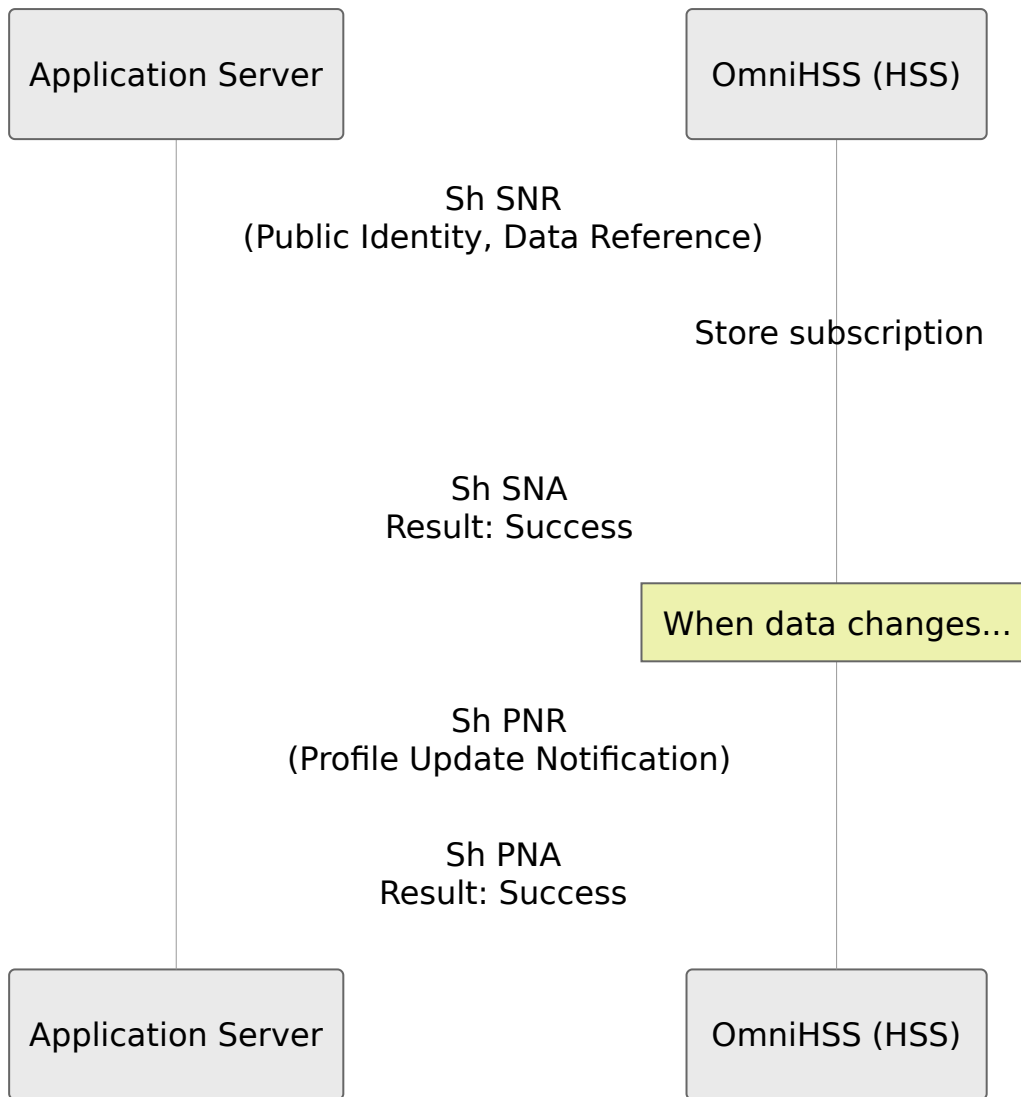 Application Server
OmniHSS (HSS)
Sh SNR
(Public Identity, Data Reference)
Store subscription
Sh SNA
Result: Success
When data changes...
Sh PNR
(Profile Update Notification)
Sh PNA
Result: Success
Application Server
OmniHSS (HSS)